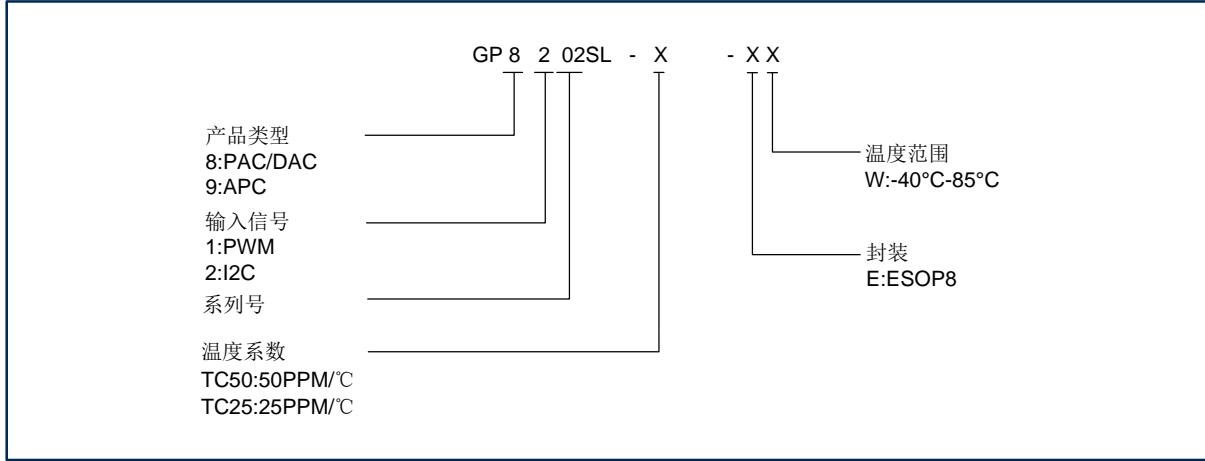 GP 8 2 02SL - X - X X
产品类型
8:PAC/DAC
9:APC
输入信号
1:PWM
2:I2C
系列号
温度系数
TC50:50PPM/℃
TC25:25PPM/℃
温度范围
W:-40°C-85°C
封装
E:ESOP8